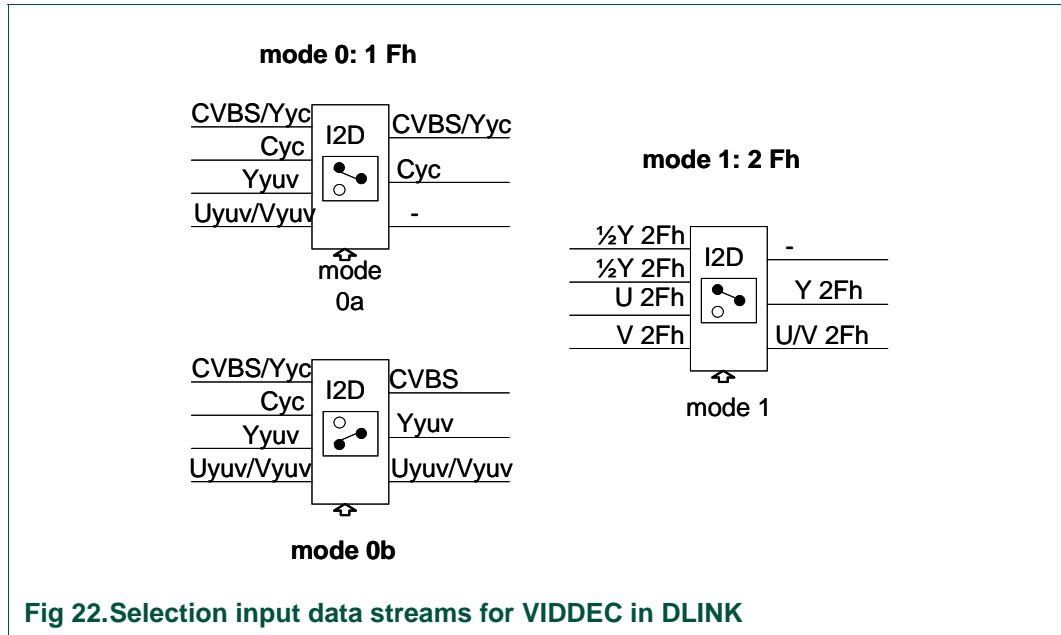 mode 0: 1 Fh
CVBS/Yyc
Cyc
Yyuv
Uyuv/Vyuv
I2D
CVBS/Yyc
Cyc
-
mode
0a
CVBS/Yyc
Cyc
Yyuv
Uyuv/Vyuv
I2D
CVBS
Yyuv
Uyuv/Vyuv
mode 0b
mode 1: 2 Fh
½Y 2Fh
½Y 2Fh
U 2Fh
V 2Fh
I2D
-
Y 2Fh
U/V 2Fh
mode 1
Fig 22.Selection input data streams for VIDDEC in DLINK